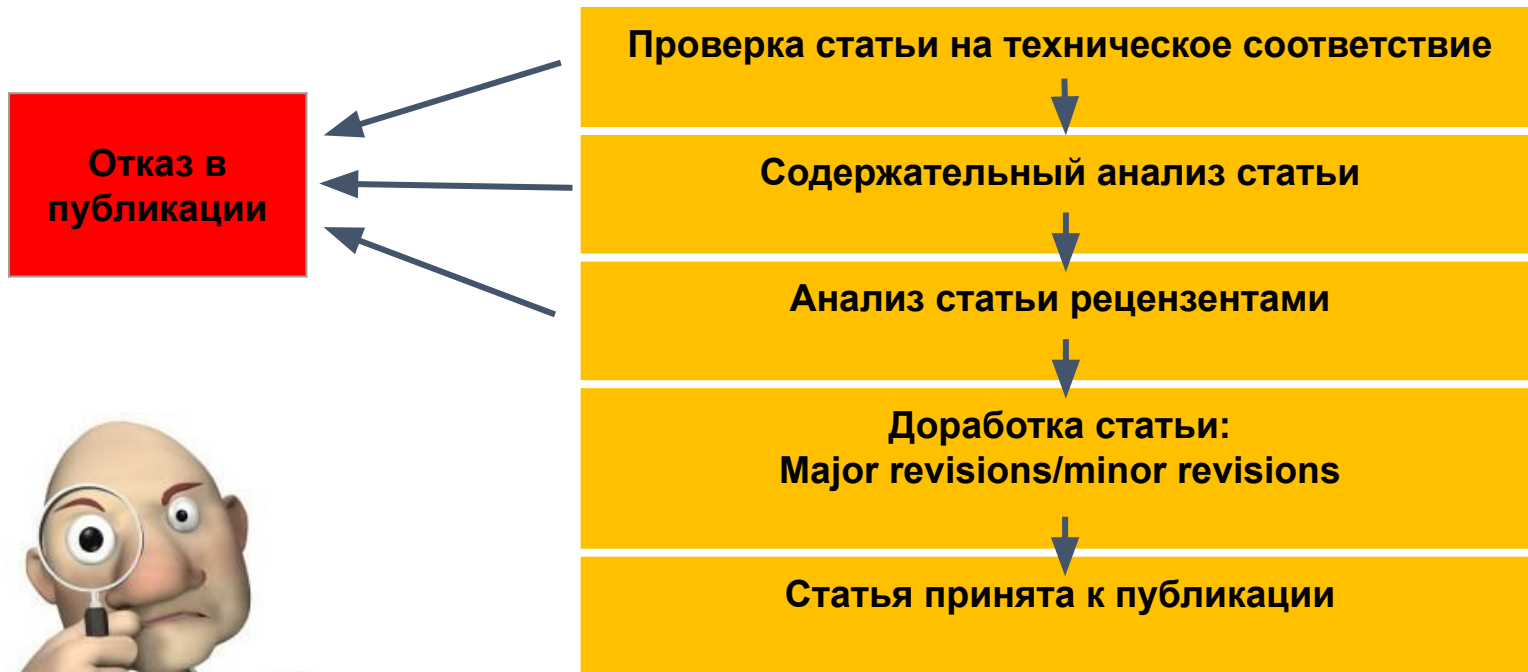 Проверка статьи на техническое соответствие
Отказ в
публикации
Содержательный анализ статьи
Анализ статьи рецензентами
Доработка статьи:
Major revisions/minor revisions
Статья принята к публикации